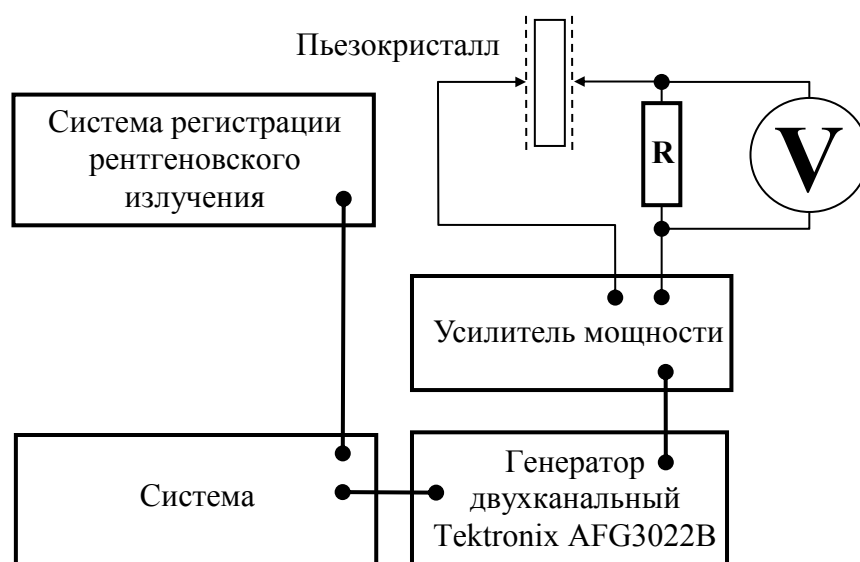 Пьезокристалл
Система регистрации
рентгеновского
излучения
R
V
Усилитель мощности
Система
Генератор
двухканальный
Tektronix AFG3022B